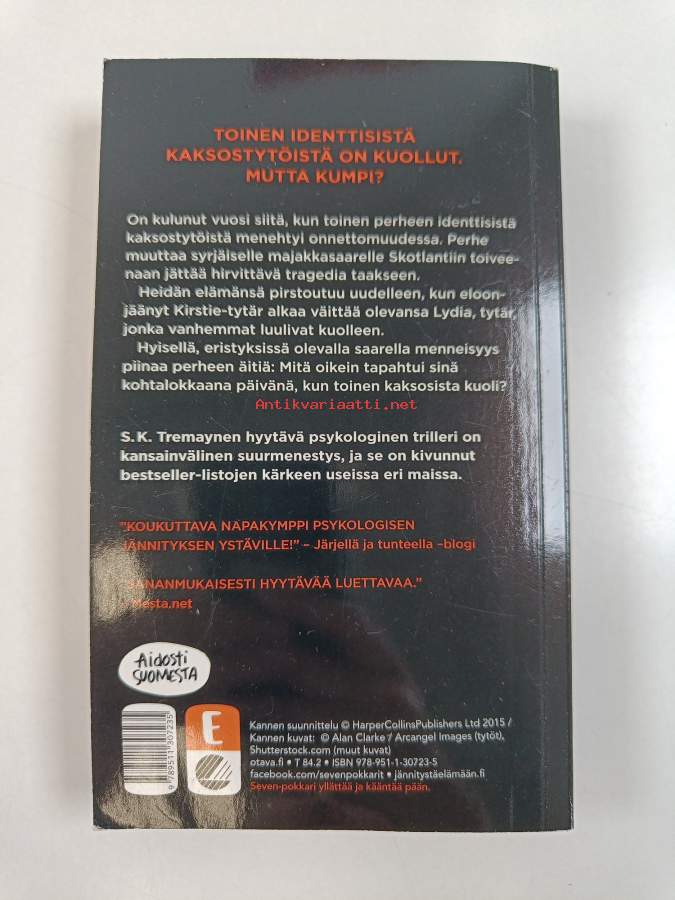 TOINEN IDENTTISISTÄ
KAKSOSTYTÖISTÄ ON KUOLLUT.
MUTTA KUMPI?
On kulunut vuosi siitä, kun toinen perheen identtisistä
kaksostytöistä menehtyi onnettomuudessa. Perhe
muuttaa syrjäiselle majakkasaarelle Skotlantiin toivee-
naan jättää hirvittävä tragedia taakseen.
Heidän elämänsä pirstoutuu uudelleen, kun eloon-
jäänyt Kirstie-tytär alkaa väittää olevansa Lydia, tytär,
jonka vanhemmat luulivat kuolleen.
Hyisellä, eristyksissä olevalla saarella menneisyys
piinaa perheen äitiä: Mitä oikein tapahtui sinä
kohtalokkaana päivänä, kun toinen kaksosista kuoli?
Antikvariaatti.net
S.K. Tremaynen hyytävä psykologinen trilleri on
kansainvälinen suurmenestys, ja se on kivunnut
bestseller-listojen kärkeen useissa eri maissa.
"KOUKUTTAVA NAPAKYMPPI PSYKOLOGISEN
JÄNNITYKSEN YSTÄVILLE!" – Järjellä ja tunteella –blogi
SANANMUKAISESTI HYYTÄVÄÄ LUETTAVAA."
Aidosti
SUOMESTA
E
9 789511 307235
Kannen suunnittelu © HarperCollinsPublishers Ltd 2015 /
Kannen kuvat: © Alan Clarke / Arcangel Images (tytöt),
Shutterstock.com (muut kuvat)
otava.fi • T 84.2 • ISBN 978-951-1-30723-5
facebook.com/sevenpokkarit • jännitystäelämään.fi
Seven-pokkari yllättää ja kääntää pään.